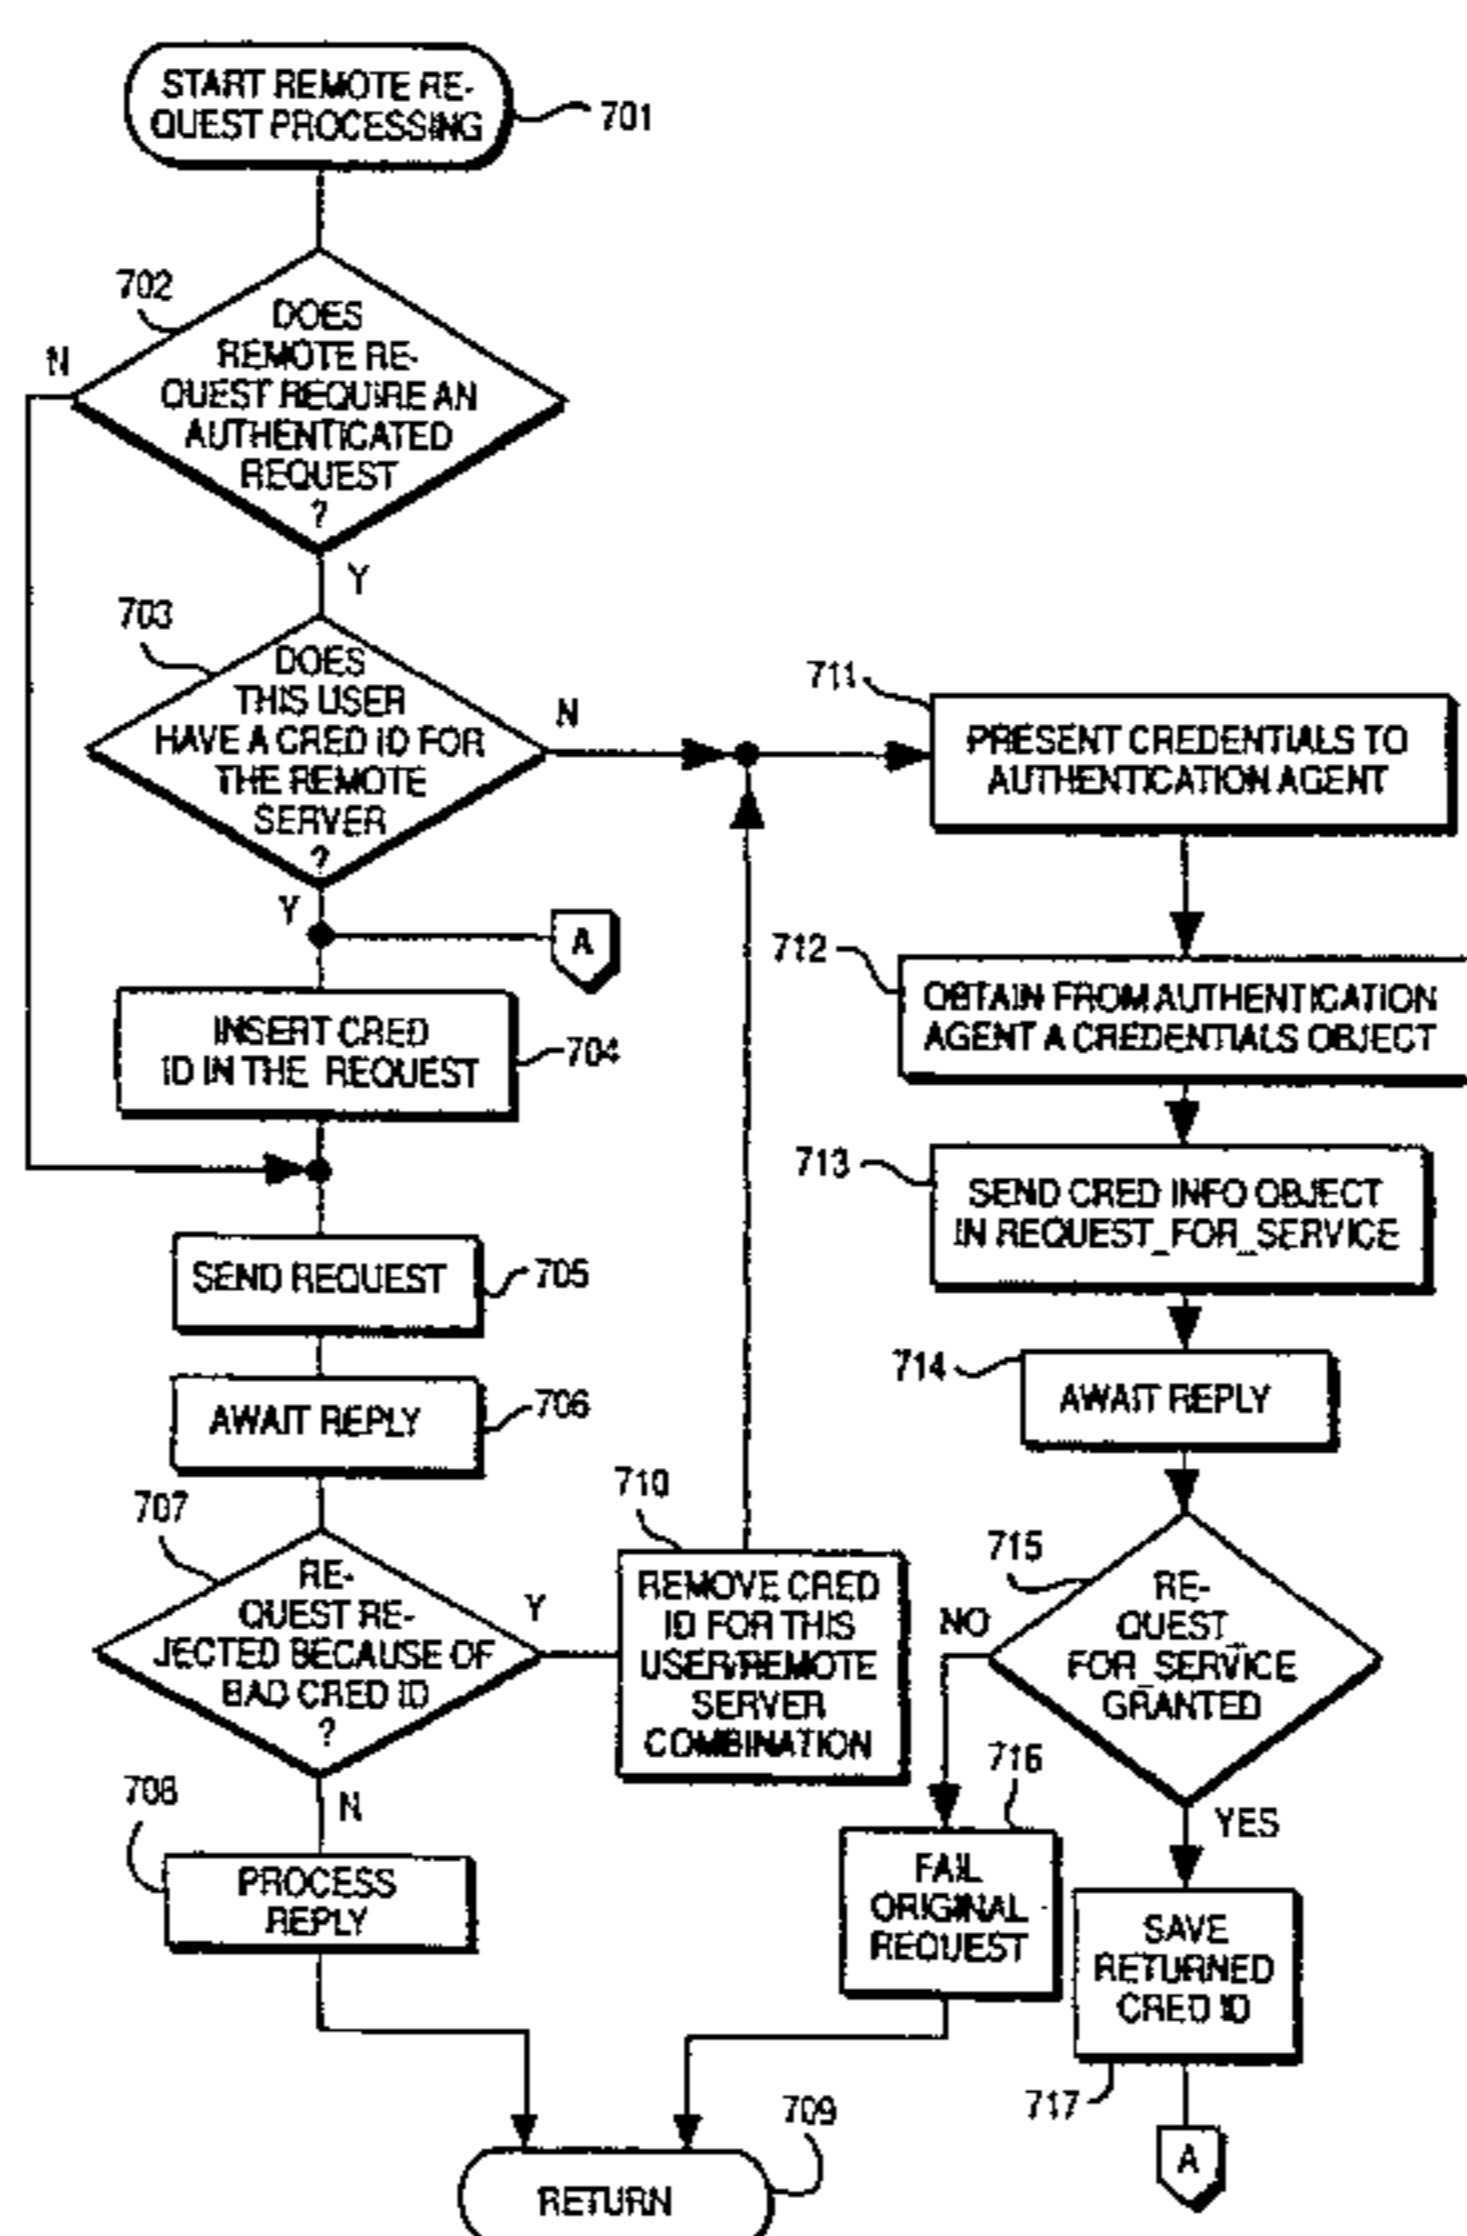 START REMOTE RE-
QUEST PROCESSING
701
702
DOES
REMOTE RE-
QUEST REQUIRE AN
AUTHENTICATED
REQUEST
?
N
Y
703
DOES
THIS USER
HAVE A CRED ID FOR
THE REMOTE
SERVER
?
N
Y
A
INSERT CRED
ID IN THE REQUEST
704
SEND REQUEST
705
AWAIT REPLY
706
707
RE-
QUEST RE-
JECTED BECAUSE OF
BAD CRED ID
?
Y
N
708
PROCESS
REPLY
710
REMOVE CRED
ID FOR THIS
USER/REMOTE
SERVER
COMBINATION
711
PRESENT CREDENTIALS TO
AUTHENTICATION AGENT
712
OBTAIN FROM AUTHENTICATION
AGENT A CREDENTIALS OBJECT
713
SEND CRED INFO OBJECT
IN REQUEST_FOR_SERVICE
714
AWAIT REPLY
715
RE-
QUEST_
FOR_SERVICE
GRANTED
NO
YES
716
FAIL
ORIGINAL
REQUEST
SAVE
RETURNED
CRED ID
717
A
709
RETURN